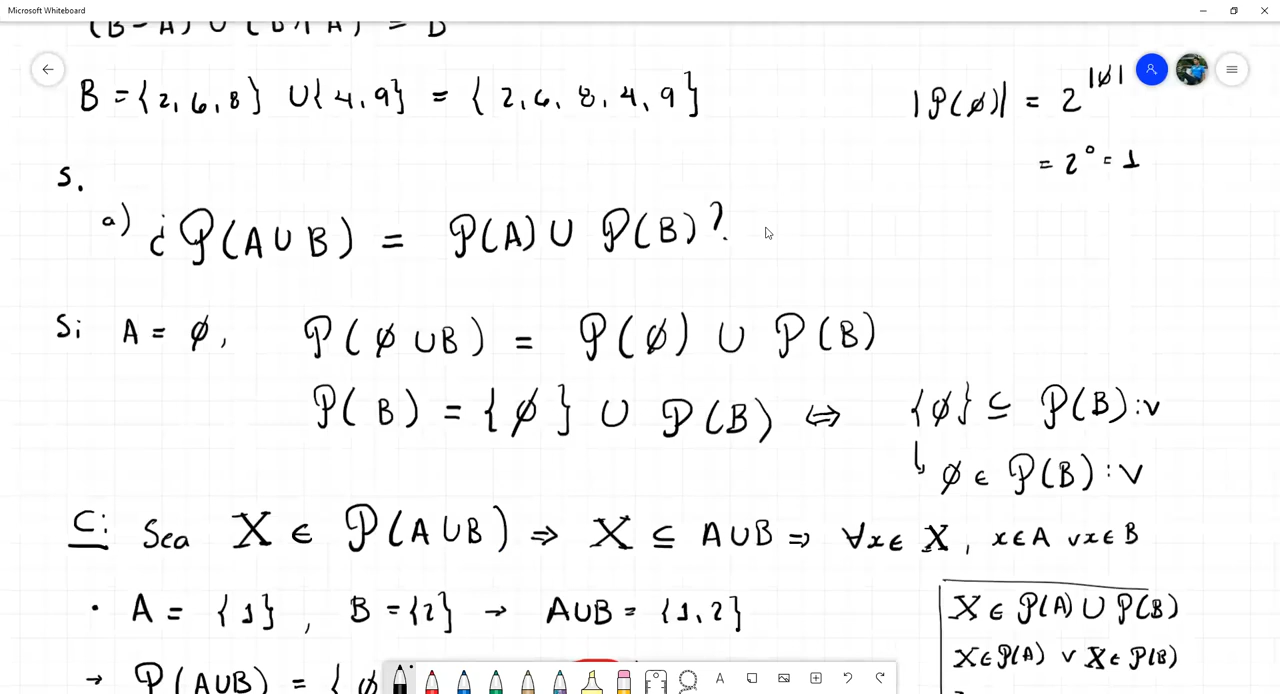 Microsoft Whiteboard
(B - A) ∪ (B ∩ A) = B
B = {2, 6, 8} ∪ {4, 9} = {2, 6, 8, 4, 9}
|P(∅)| = 2^|∅|
= 2° = 1
5.
a) ¿P(A ∪ B) = P(A) ∪ P(B)?
Si A = ∅, P(∅ ∪ B) = P(∅) ∪ P(B)
P(B) = {∅} ∪ P(B) ⇔ {∅} ⊆ P(B) : v
↳ ∅ ∈ P(B) : V
⊆: Sea X ∈ P(A ∪ B) ⇒ X ⊆ A ∪ B ⇒ ∀x ∈ X, x ∈ A ∨ x ∈ B
• A = {1}, B = {2} → A ∪ B = {1, 2}
→ P(A ∪ B) = { ∅
X ∈ P(A) ∪ P(B)
X ∈ P(A) ∨ X ∈ P(B)